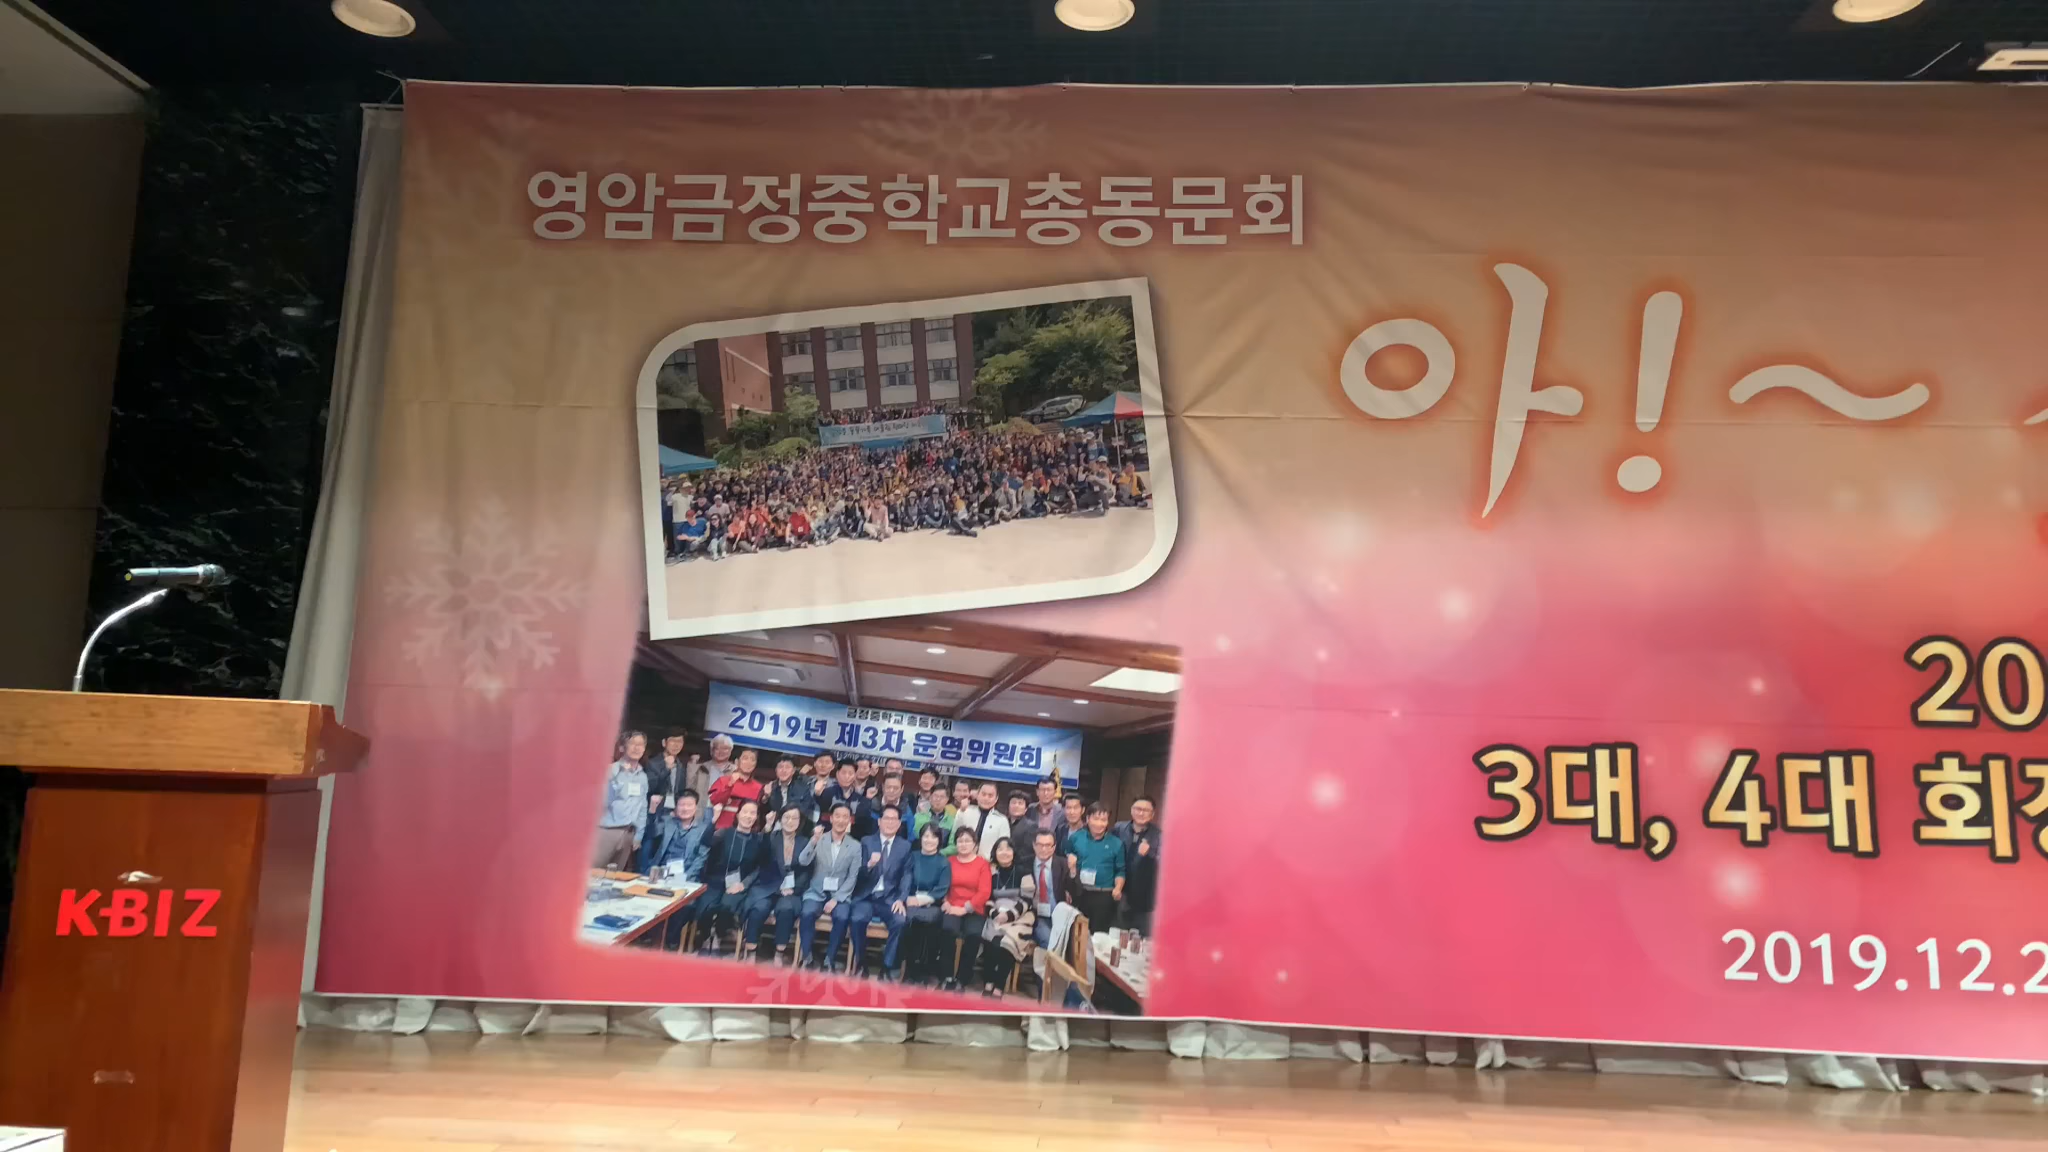 영암금정중학교총동문회
아!~
금정중학교 총동문회
2019년 제3차 운영위원회
20
3대, 4대 회
2019.12.2
K-BIZ